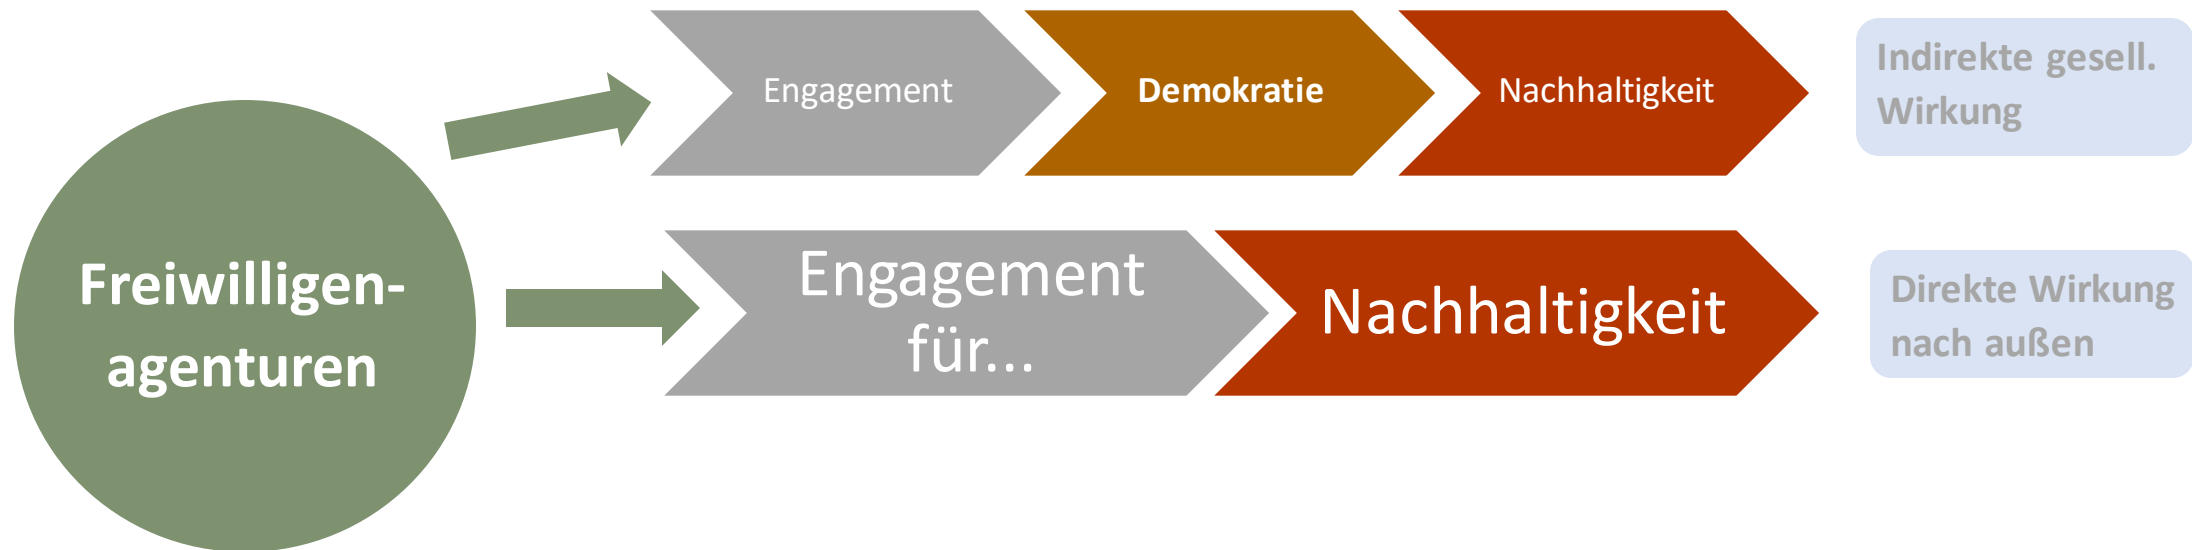 Engagement
Demokratie
Nachhaltigkeit
Indirekte gesell.
Wirkung
Freiwilligen-
agenturen
Engagement
für...
Nachhaltigkeit
Direkte Wirkung
nach außen